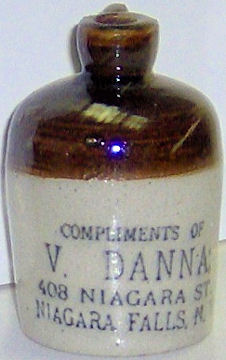 COMPLIMENTS OF
V. DANNA
408 NIAGARA ST.
NIAGARA FALLS, N.